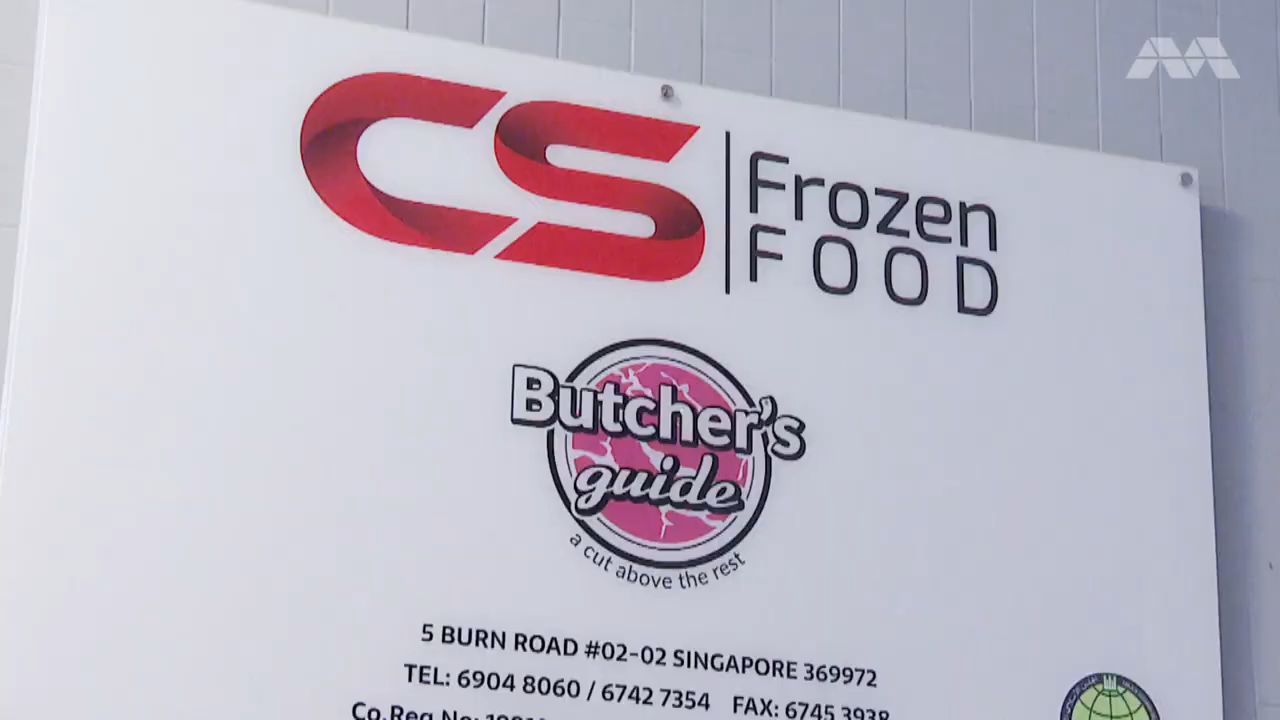 CS
Frozen
FOOD
Butcher's
guide
a cut above the rest
5 BURN ROAD #02-02 SINGAPORE 369972
TEL: 6904 8060 / 6742 7354 FAX: 6745 3938
Co.Reg No: